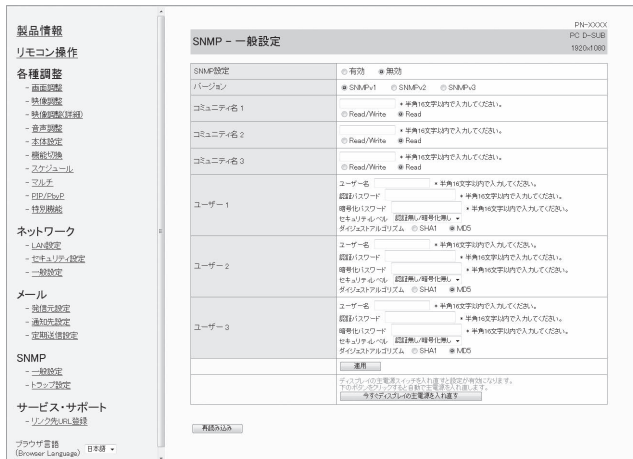 製品情報
リモコン操作
各種調整
- 画面調整
- 映像調整
- 映像調整(詳細)
- 音声調整
- 本体設定
- 機能切換
- スケジュール
- マルチ
- PIP/PbyP
- 特別機能
ネットワーク
- LAN設定
- セキュリティ設定
- 一般設定
メール
- 発信元設定
- 通知先設定
- 定期送信設定
SNMP
- 一般設定
- トラップ設定
サービス・サポート
- リンク先URL登録
ブラウザ言語
(Browser Language) 日本語
PN-XXXX
PC D-SUB
1920x1080
SNMP - 一般設定
SNMP設定 有効 無効
バージョン SNMPv1 SNMPv2 SNMPv3
コミュニティ名 1 * 半角16文字以内で入力してください。
Read/Write Read
コミュニティ名 2 * 半角16文字以内で入力してください。
Read/Write Read
コミュニティ名 3 * 半角16文字以内で入力してください。
Read/Write Read
ユーザー 1
ユーザー名 * 半角16文字以内で入力してください。
認証パスワード * 半角16文字以内で入力してください。
暗号化パスワード * 半角16文字以内で入力してください。
セキュリティレベル 認証無し/暗号化無し
ダイジェストアルゴリズム SHA1 MD5
ユーザー 2
ユーザー名 * 半角16文字以内で入力してください。
認証パスワード * 半角16文字以内で入力してください。
暗号化パスワード * 半角16文字以内で入力してください。
セキュリティレベル 認証無し/暗号化無し
ダイジェストアルゴリズム SHA1 MD5
ユーザー 3
ユーザー名 * 半角16文字以内で入力してください。
認証パスワード * 半角16文字以内で入力してください。
暗号化パスワード * 半角16文字以内で入力してください。
セキュリティレベル 認証無し/暗号化無し
ダイジェストアルゴリズム SHA1 MD5
適用
ディスプレイの主電源スイッチを入れ直すと設定が有効になります。
下のボタンをクリックすると自動で主電源を入れ直します。
今すぐディスプレイの主電源を入れ直す
再読み込み